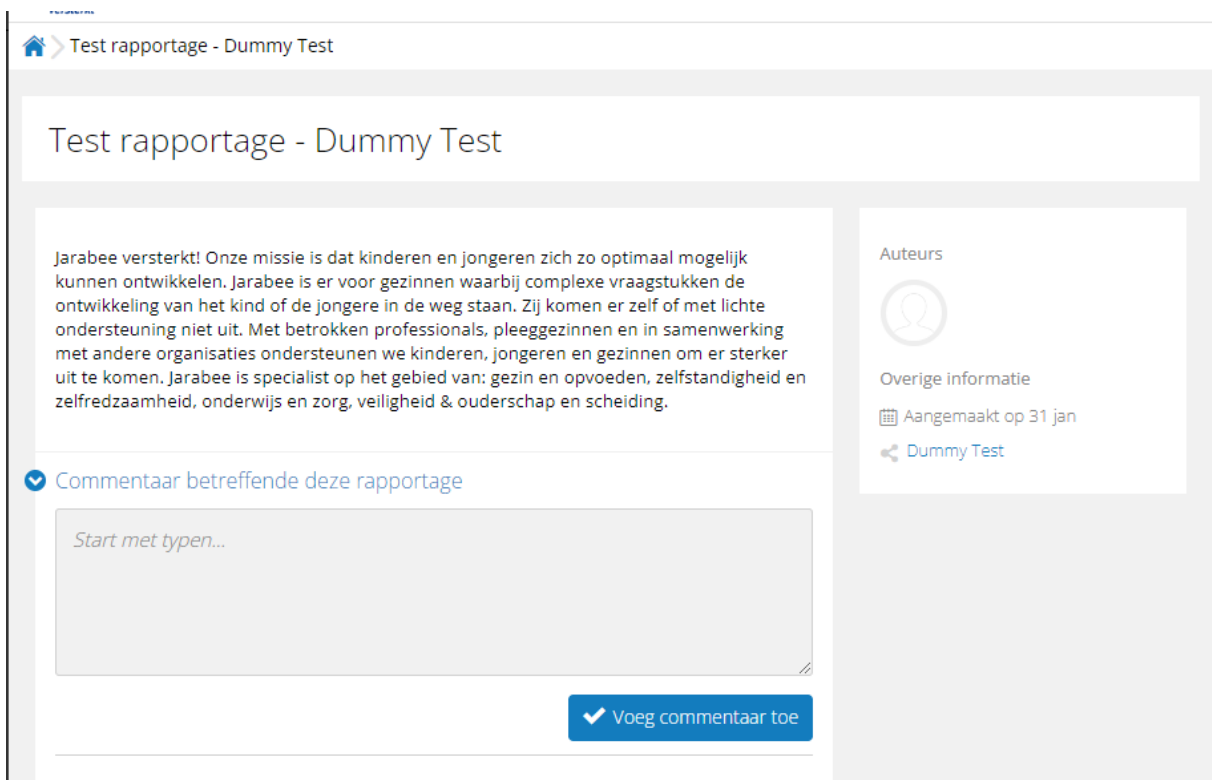 versterkt
Test rapportage - Dummy Test
Test rapportage - Dummy Test
Jarabee versterkt! Onze missie is dat kinderen en jongeren zich zo optimaal mogelijk
kunnen ontwikkelen. Jarabee is er voor gezinnen waarbij complexe vraagstukken de
ontwikkeling van het kind of de jongere in de weg staan. Zij komen er zelf of met lichte
ondersteuning niet uit. Met betrokken professionals, pleeggezinnen en in samenwerking
met andere organisaties ondersteunen we kinderen, jongeren en gezinnen om er sterker
uit te komen. Jarabee is specialist op het gebied van: gezin en opvoeden, zelfstandigheid en
zelfredzaamheid, onderwijs en zorg, veiligheid & ouderschap en scheiding.
Commentaar betreffende deze rapportage
Start met typen...
Voeg commentaar toe
Auteurs
Overige informatie
Aangemaakt op 31 jan
Dummy Test